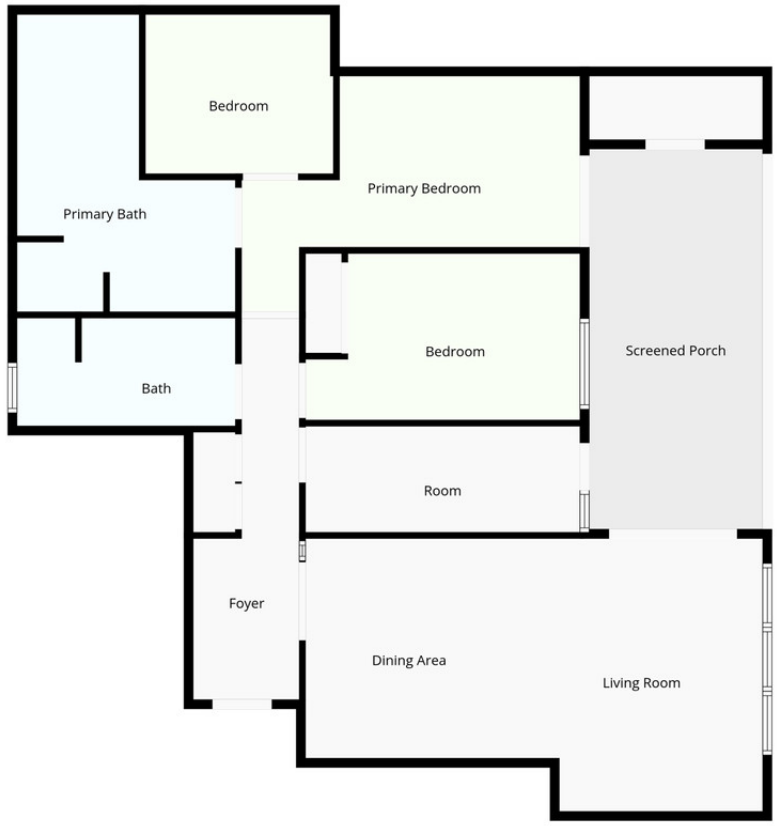 Bedroom
Primary Bedroom
Primary Bath
Bedroom
Screened Porch
Bath
Room
Foyer
Dining Area
Living Room